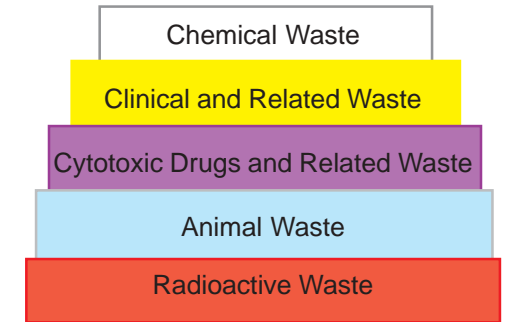 Chemical Waste
Clinical and Related Waste
Cytotoxic Drugs and Related Waste
Animal Waste
Radioactive Waste